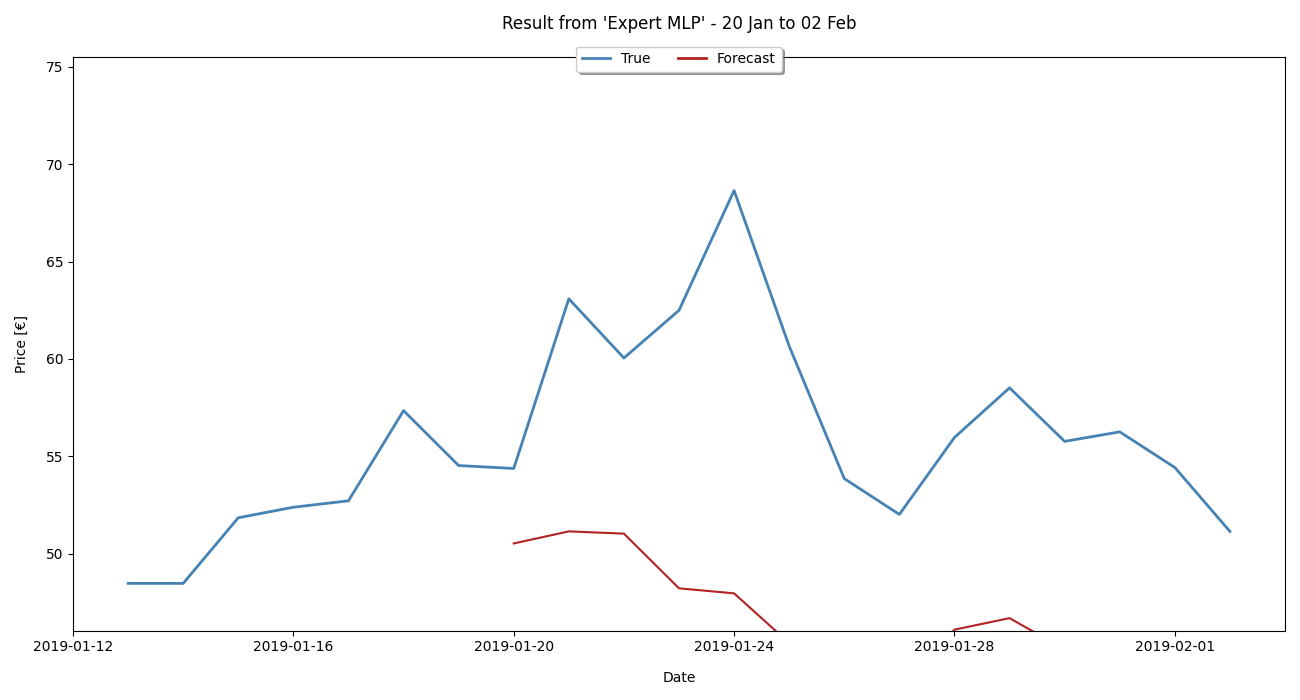 Result from 'Expert MLP' - 20 Jan to 02 Feb
True Forecast
75
70
65
60
55
50
Price [€]
2019-01-12 2019-01-16 2019-01-20 2019-01-24 2019-01-28 2019-02-01
Date